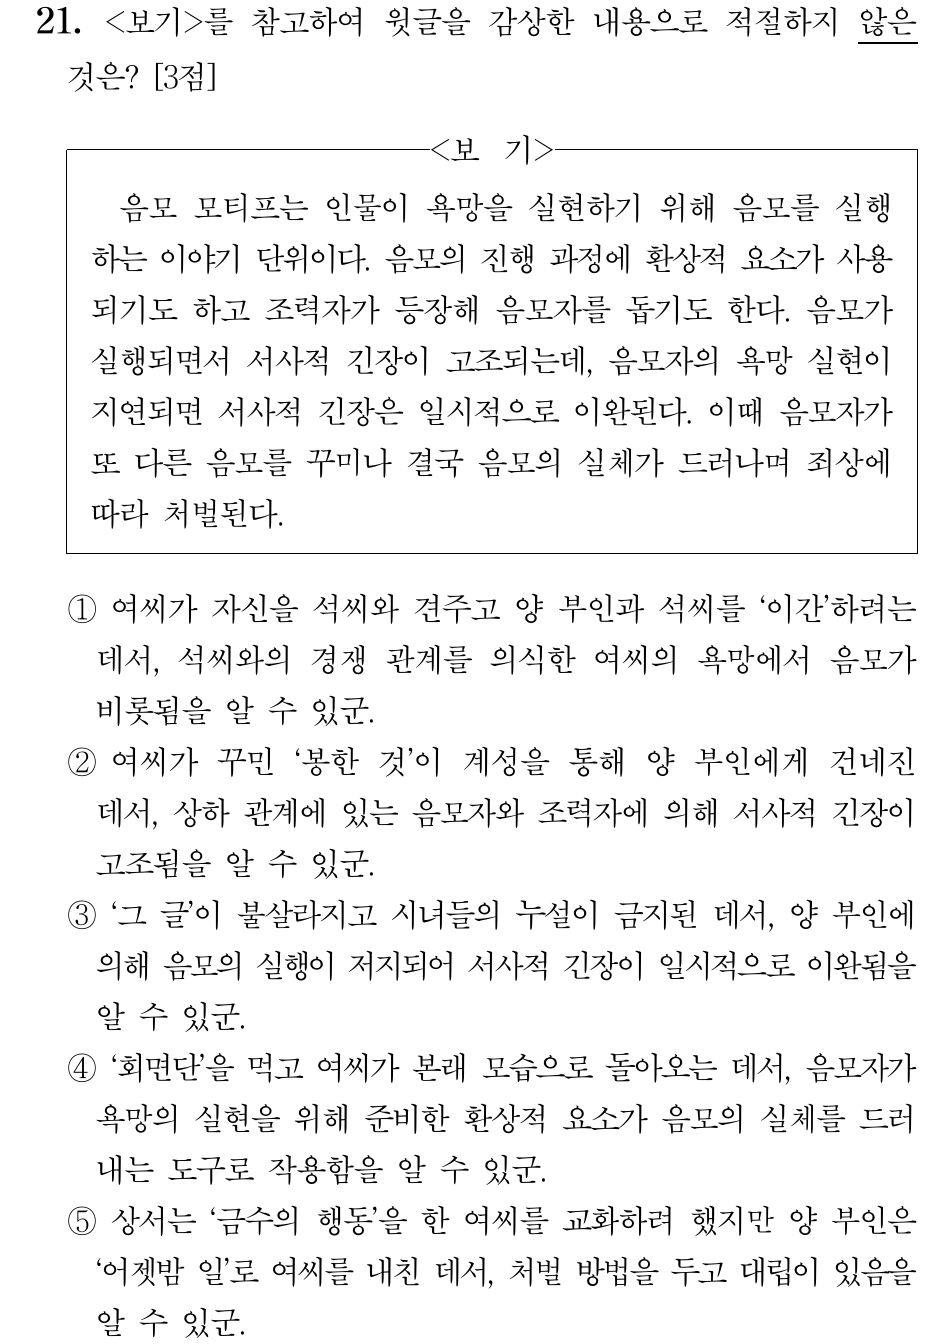 21. <보기>를 참고하여 윗글을 감상한 내용으로 적절하지 않은
것은? [3점]
<보 기>
음모 모티프는 인물이 욕망을 실현하기 위해 음모를 실행
하는 이야기 단위이다. 음모의 진행 과정에 환상적 요소가 사용
되기도 하고 조력자가 등장해 음모자를 돕기도 한다. 음모가
실행되면서 서사적 긴장이 고조되는데, 음모자의 욕망 실현이
지연되면 서사적 긴장은 일시적으로 이완된다. 이때 음모자가
또 다른 음모를 꾸미나 결국 음모의 실체가 드러나며 죄상에
따라 처벌된다.
① 여씨가 자신을 석씨와 견주고 양 부인과 석씨를 ‘이간’하려는
데서, 석씨와의 경쟁 관계를 의식한 여씨의 욕망에서 음모가
비롯됨을 알 수 있군.
② 여씨가 꾸민 ‘봉한 것’이 계성을 통해 양 부인에게 건네진
데서, 상하 관계에 있는 음모자와 조력자에 의해 서사적 긴장이
고조됨을 알 수 있군.
③ ‘그 글’이 불살라지고 시녀들의 누설이 금지된 데서, 양 부인에
의해 음모의 실행이 저지되어 서사적 긴장이 일시적으로 이완됨을
알 수 있군.
④ ‘회면단’을 먹고 여씨가 본래 모습으로 돌아오는 데서, 음모자가
욕망의 실현을 위해 준비한 환상적 요소가 음모의 실체를 드러
내는 도구로 작용함을 알 수 있군.
⑤ 상서는 ‘금수의 행동’을 한 여씨를 교화하려 했지만 양 부인은
‘어젯밤 일’로 여씨를 내친 데서, 처벌 방법을 두고 대립이 있음을
알 수 있군.